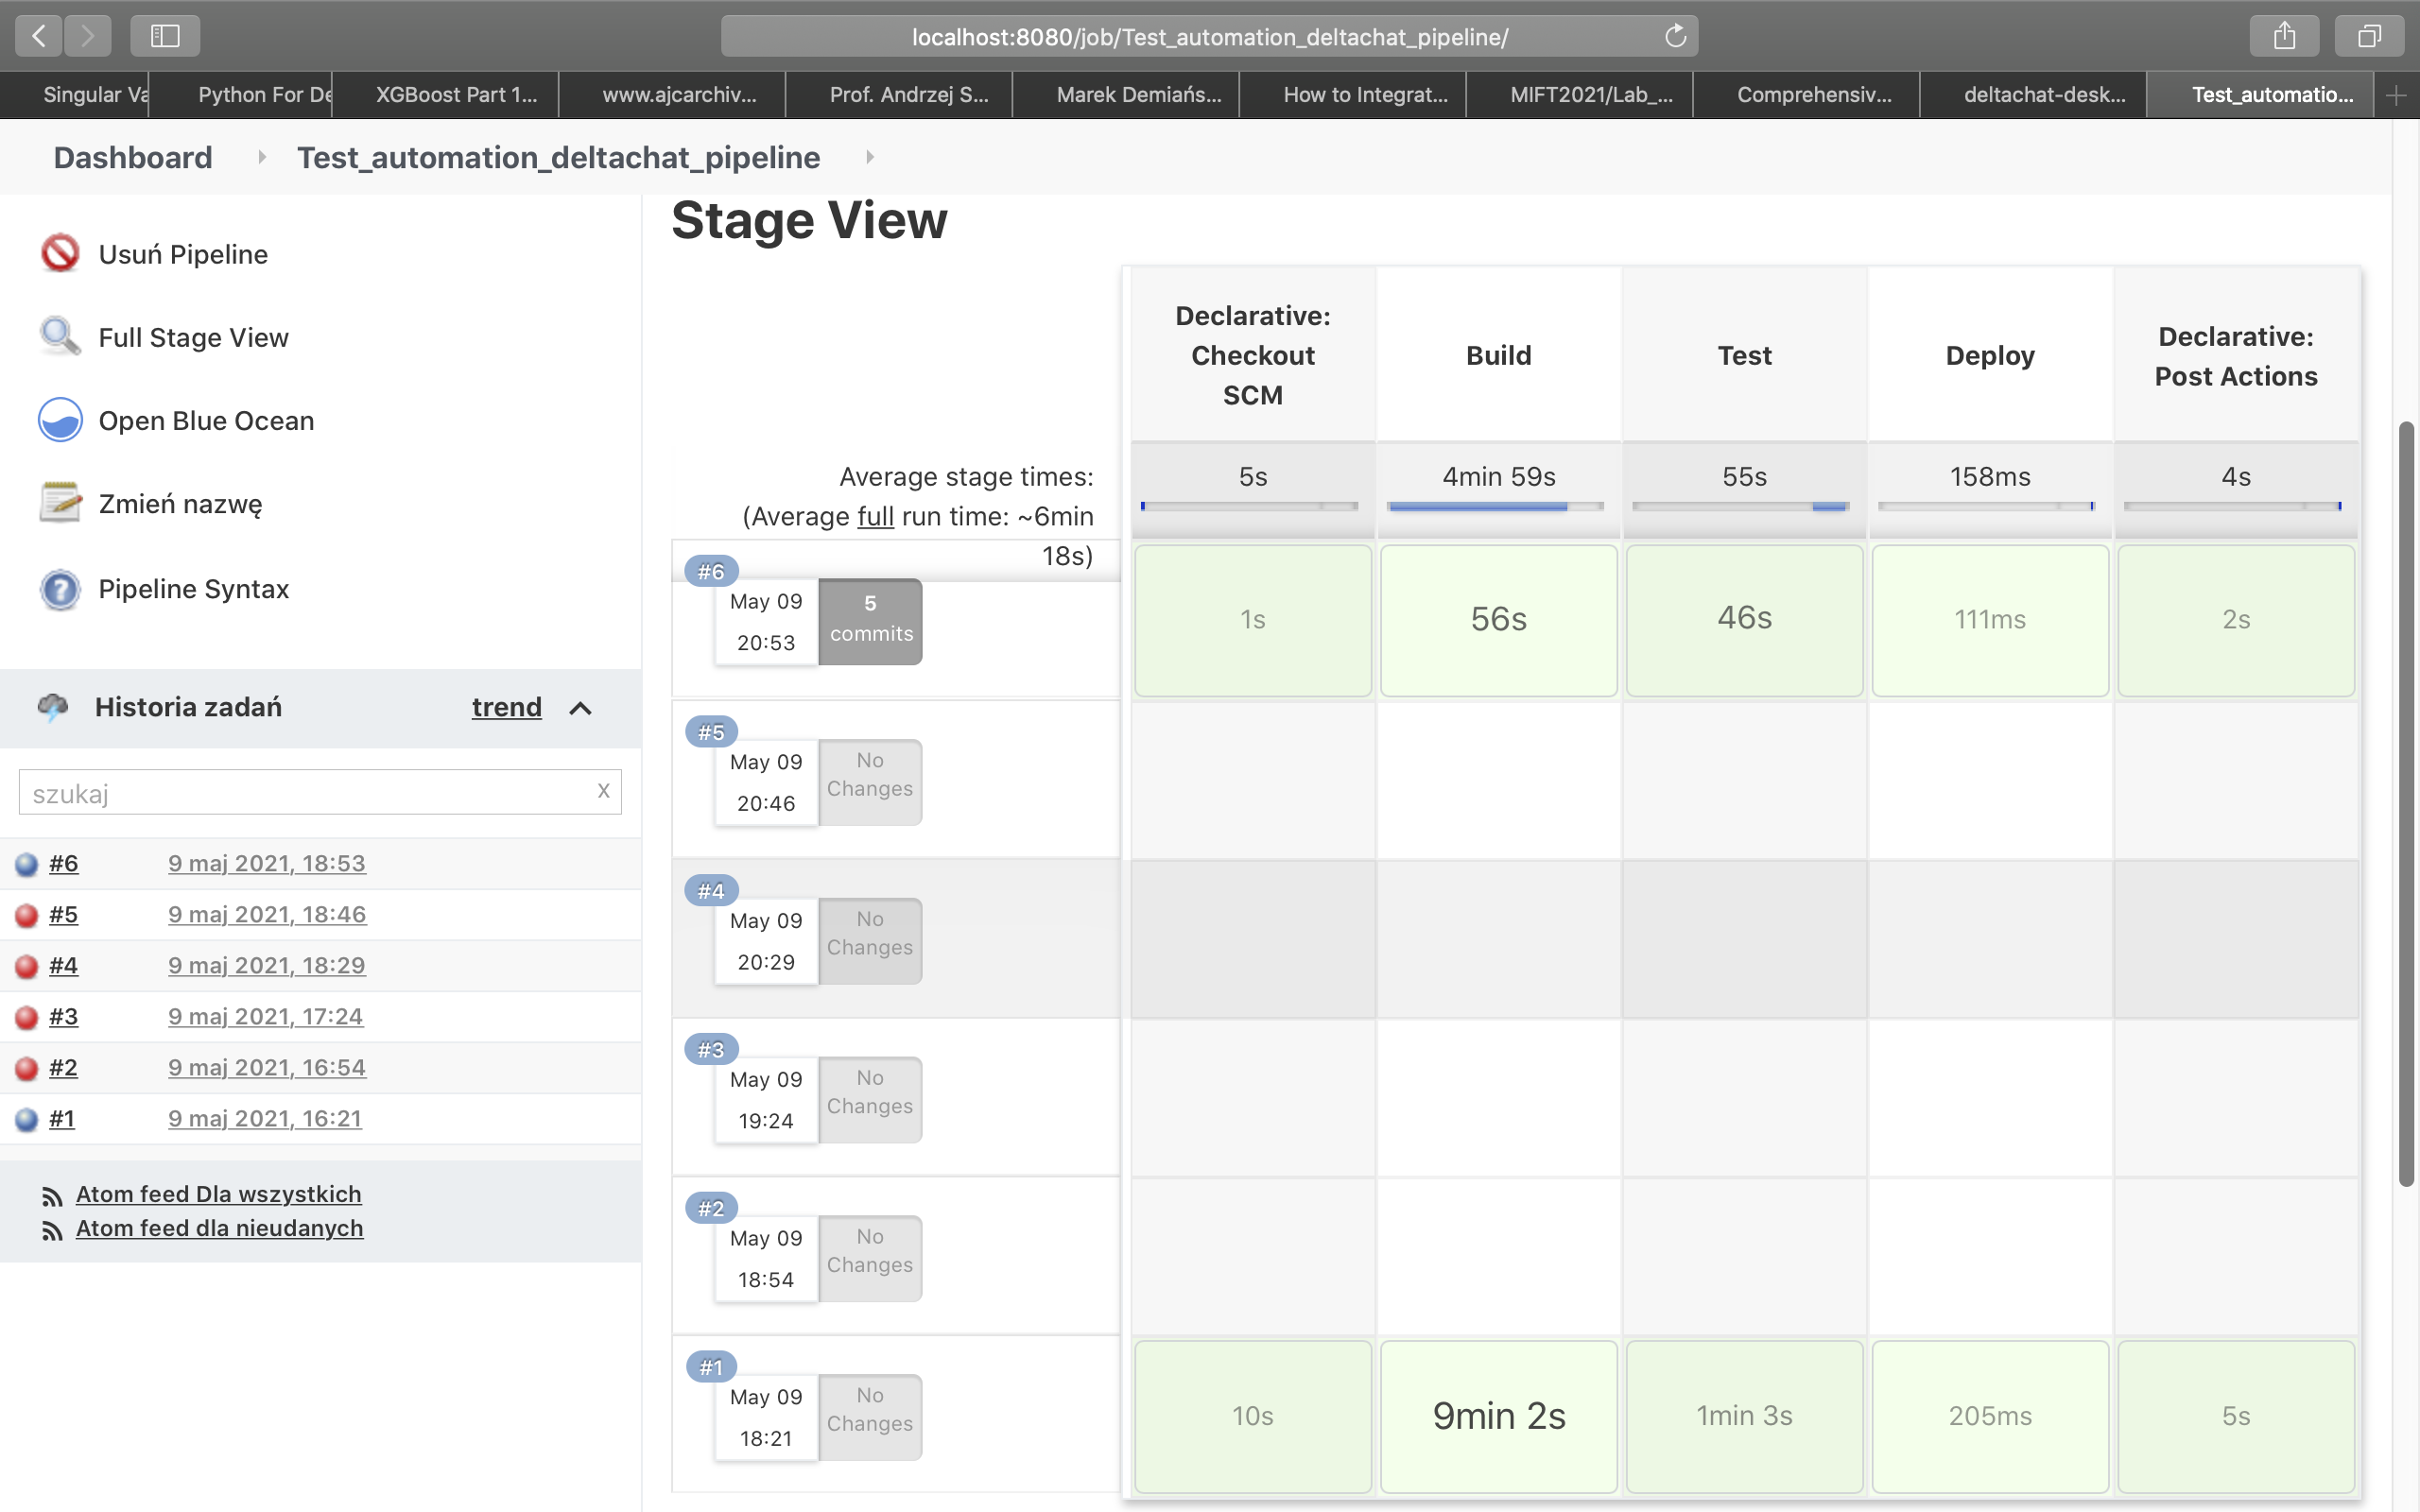 localhost:8080/job/Test_automation_deltachat_pipeline/
Singular Va
Python For De
XGBoost Part 1...
www.ajcarchiv...
Prof. Andrzej S...
Marek Demiańs...
How to Integrat...
MIFT2021/Lab_...
Comprehensiv...
deltachat-desk...
Test_automatio...
Dashboard
Test_automation_deltachat_pipeline
Usuń Pipeline
Full Stage View
Open Blue Ocean
Zmień nazwę
Pipeline Syntax
Historia zadań
trend
szukaj
x
#6 9 maj 2021, 18:53
#5 9 maj 2021, 18:46
#4 9 maj 2021, 18:29
#3 9 maj 2021, 17:24
#2 9 maj 2021, 16:54
#1 9 maj 2021, 16:21
Atom feed Dla wszystkich
Atom feed dla nieudanych
Stage View
Declarative:
Checkout
SCM
Build
Test
Deploy
Declarative:
Post Actions
Average stage times:
(Average full run time: ~6min
18s)
5s
4min 59s
55s
158ms
4s
#6
May 09
20:53
5
commits
1s
56s
46s
111ms
2s
#5
May 09
20:46
No
Changes
#4
May 09
20:29
No
Changes
#3
May 09
19:24
No
Changes
#2
May 09
18:54
No
Changes
#1
May 09
18:21
No
Changes
10s
9min 2s
1min 3s
205ms
5s